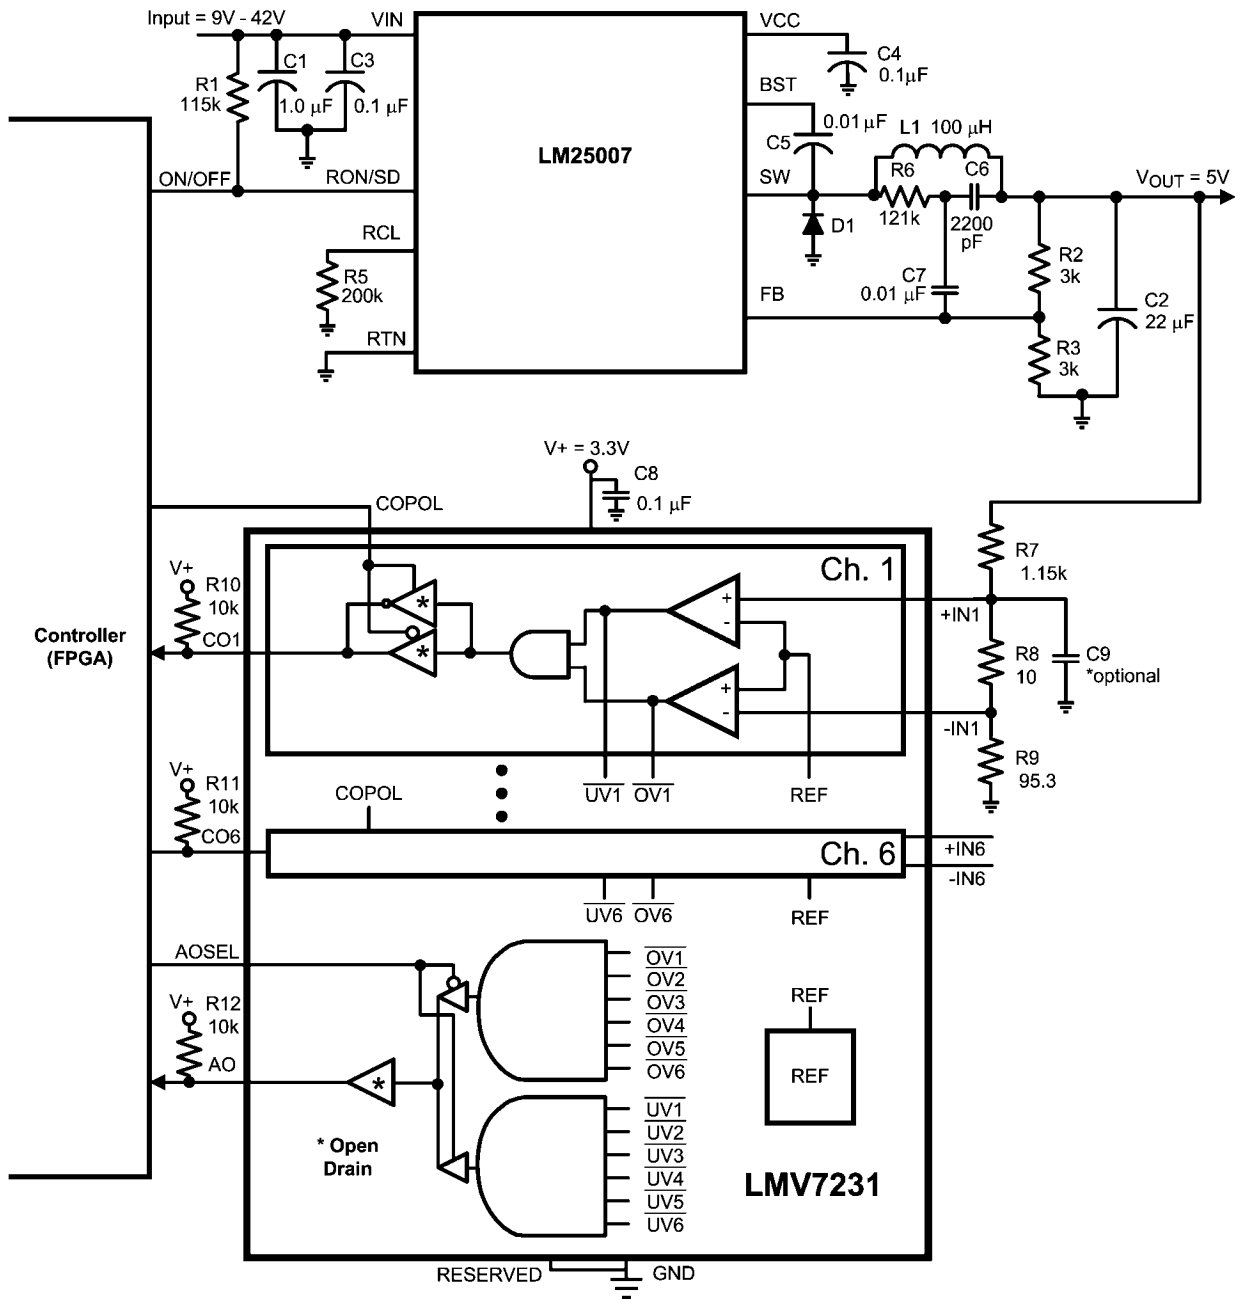 Input = 9V - 42V
VIN
VCC
C1
1.0 µF
C3
0.1 µF
R1
115k
C4
0.1µF
BST
0.01 µF
C5
L1 100 µH
LM25007
ON/OFF
RON/SD
SW
R6
121k
C6
2200
pF
VOUT = 5V
D1
RCL
R5
200k
C7
0.01 µF
R2
3k
FB
C2
22 µF
RTN
R3
3k
V+ = 3.3V
C8
0.1 µF
COPOL
V+
R10
10k
CO1
Controller
(FPGA)
Ch. 1
*
*
+
-
+
-
R7
1.15k
+IN1
R8
10
C9
*optional
-IN1
R9
95.3
UV1
OV1
REF
V+
R11
10k
CO6
COPOL
Ch. 6
+IN6
-IN6
UV6
OV6
REF
AOSEL
V+
R12
10k
AO
*
* Open
Drain
OV1
OV2
OV3
OV4
OV5
OV6
UV1
UV2
UV3
UV4
UV5
UV6
REF
REF
LMV7231
RESERVED
GND